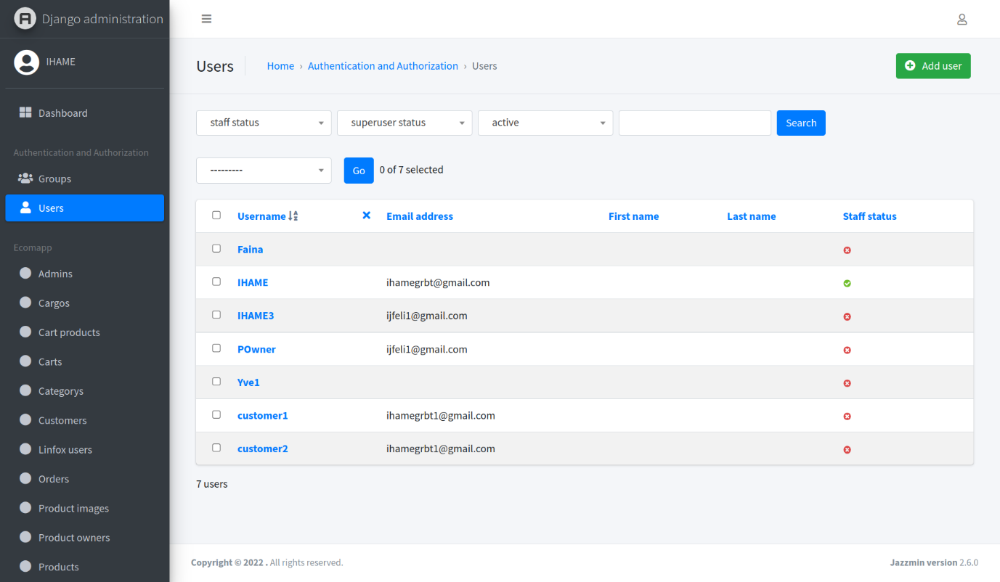 Django administration
IHAME
Dashboard
Authentication and Authorization
Groups
Users
Ecomapp
Admins
Cargos
Cart products
Carts
Categorys
Customers
Linfox users
Orders
Product images
Product owners
Products
Users Home › Authentication and Authorization › Users Add user
staff status superuser status active Search
--------- Go 0 of 7 selected
Username Email address First name Last name Staff status
Faina
IHAME ihamegrbt@gmail.com
IHAME3 ijfeli1@gmail.com
POwner ijfeli1@gmail.com
Yve1
customer1 ihamegrbt1@gmail.com
customer2 ihamegrbt1@gmail.com
7 users
Copyright © 2022 . All rights reserved. Jazzmin version 2.6.0